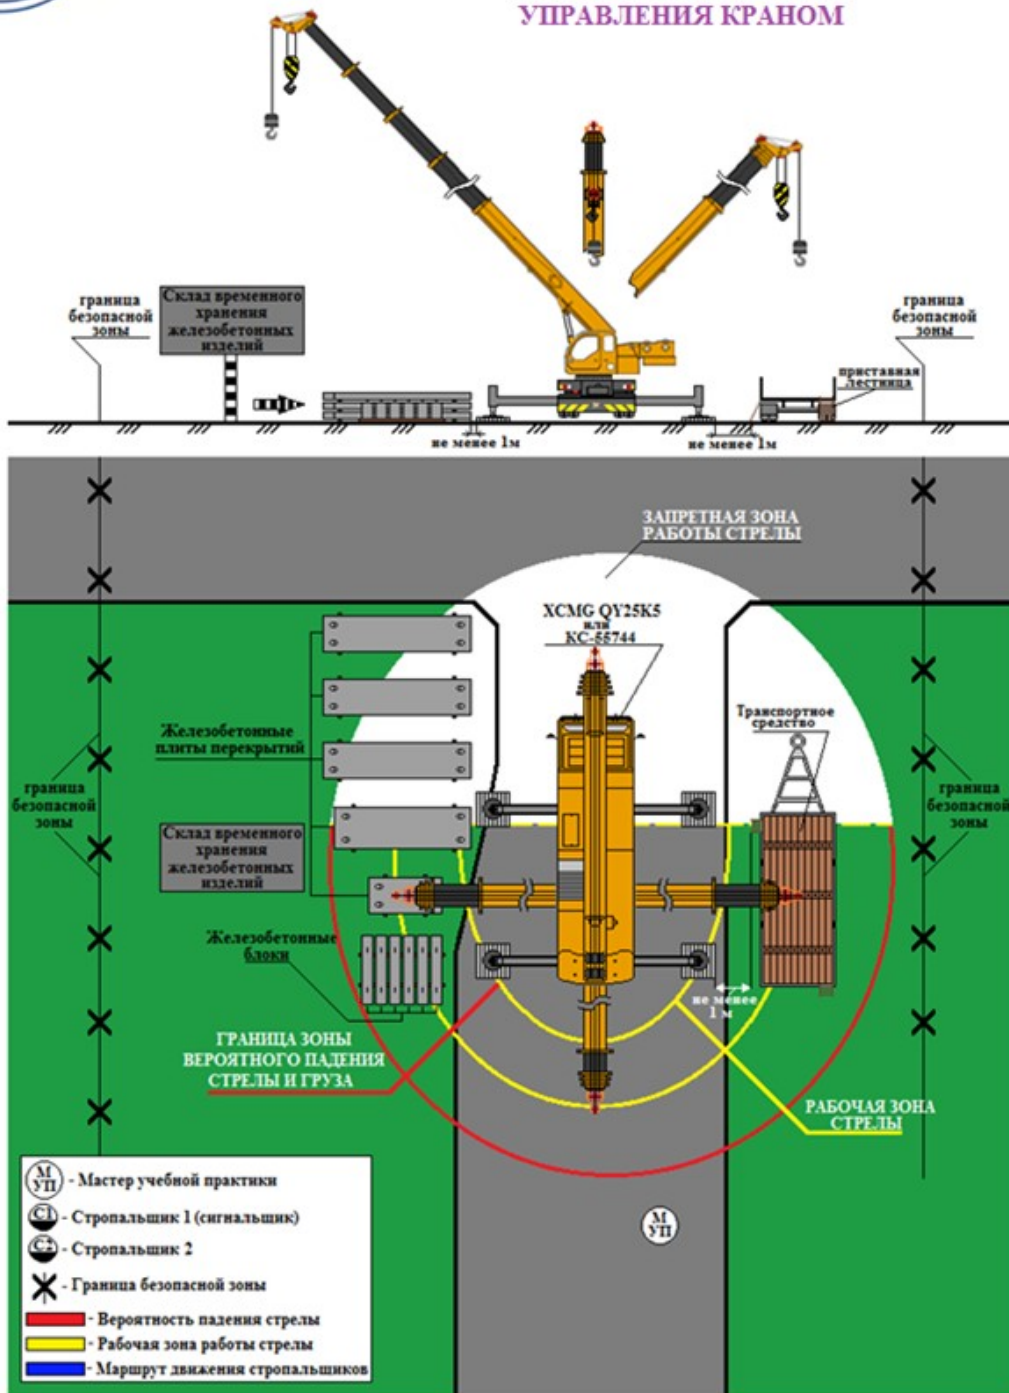 УПРАВЛЕНИЯ КРАНОМ
граница
безопасной
зоны
Склад временного
хранения
железобетонных
изделий
граница
безопасной
зоны
приставная
лестница
не менее 1м
не менее 1м
ЗАПРЕТНАЯ ЗОНА
РАБОТЫ СТРЕЛЫ
XCMG QY25K5
или
КС-55744
Транспортное
средство
Железобетонные
плиты перекрытий
граница
безопасной
зоны
граница
безопасной
зоны
Склад временного
хранения
железобетонных
изделий
Железобетонные
блоки
не менее
1 м
ГРАНИЦА ЗОНЫ
ВЕРОЯТНОГО ПАДЕНИЯ
СТРЕЛЫ И ГРУЗА
РАБОЧАЯ ЗОНА
СТРЕЛЫ
М
УП
М УП - Мастер учебной практики
С1 - Стропальщик 1 (сигнальщик)
С2 - Стропальщик 2
- Граница безопасной зоны
- Вероятность падения стрелы
- Рабочая зона работы стрелы
- Маршрут движения стропальщиков